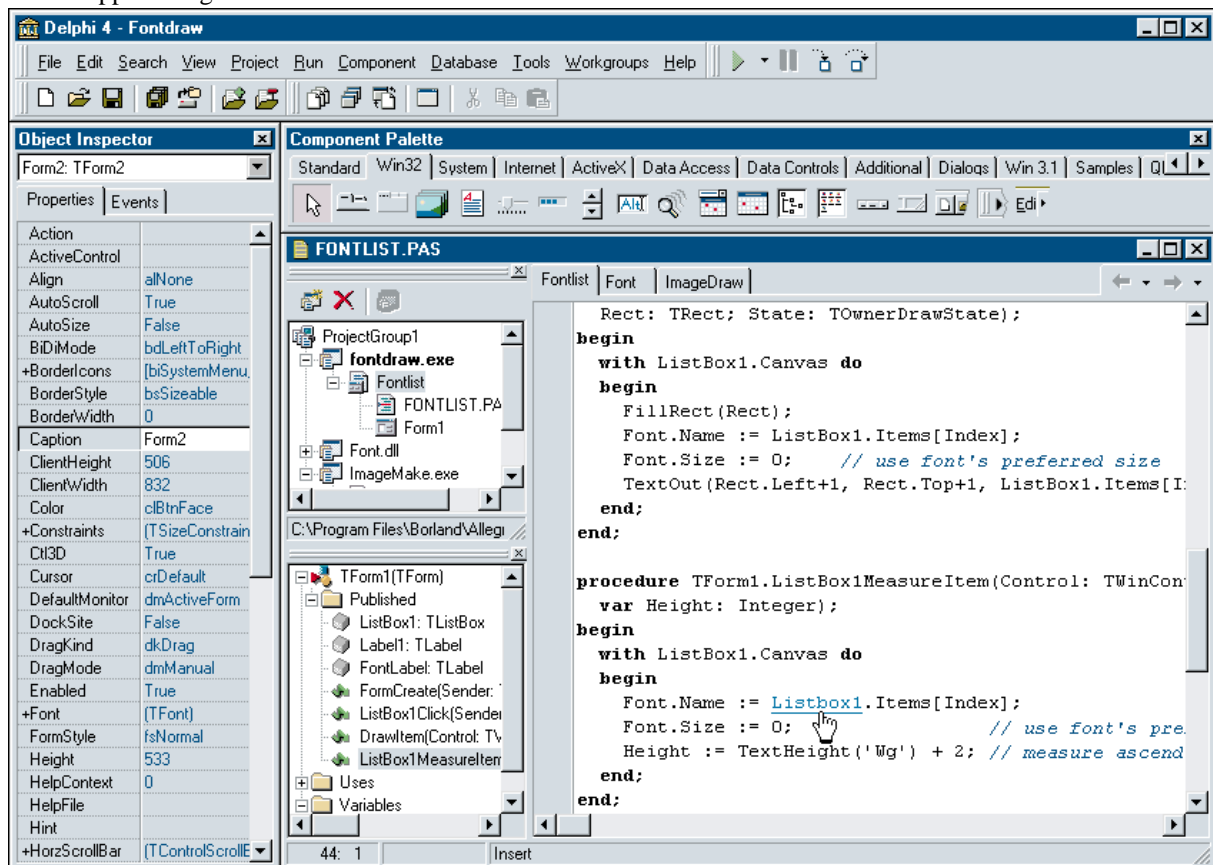 Delphi 4 - Fontdraw
File Edit Search View Project Run Component Database Tools Workgroups Help
Object Inspector
Form2: TForm2
Properties Events
Action
ActiveControl
Align alNone
AutoScroll True
AutoSize False
BiDiMode bdLeftToRight
+BorderIcons [biSystemMenu,
BorderStyle bsSizeable
BorderWidth 0
Caption Form2
ClientHeight 506
ClientWidth 832
Color clBtnFace
+Constraints (TSizeConstrain
Ctl3D True
Cursor crDefault
DefaultMonitor dmActiveForm
DockSite False
DragKind dkDrag
DragMode dmManual
Enabled True
+Font (TFont)
FormStyle fsNormal
Height 533
HelpContext 0
HelpFile
Hint
+HorzScrollBar (TControlScrollB
Component Palette
Standard Win32 System Internet ActiveX Data Access Data Controls Additional Dialogs Win 3.1 Samples
Edi
FONTLIST.PAS
ProjectGroup1
fontdraw.exe
Fontlist
FONTLIST.PA
Form1
Font.dll
ImageMake.exe
C:\Program Files\Borland\Allegr
TForm1(TForm)
Published
ListBox1: TListBox
Label1: TLabel
FontLabel: TLabel
FormCreate(Sender:
ListBox1Click(Sender
DrawItem(Control: TW
ListBox1MeasureItem
Uses
Variables
Fontlist Font ImageDraw
Rect: TRect; State: TOwnerDrawState);
begin
with ListBox1.Canvas do
begin
FillRect(Rect);
Font.Name := ListBox1.Items[Index];
Font.Size := 0; // use font's preferred size
TextOut(Rect.Left+1, Rect.Top+1, ListBox1.Items[I
end;
end;
procedure TForm1.ListBox1MeasureItem(Control: TWinCon
var Height: Integer);
begin
with ListBox1.Canvas do
begin
Font.Name := Listbox1.Items[Index];
Font.Size := 0; // use font's pre
Height := TextHeight('Wg') + 2; // measure ascend
end;
end;
44: 1 Insert